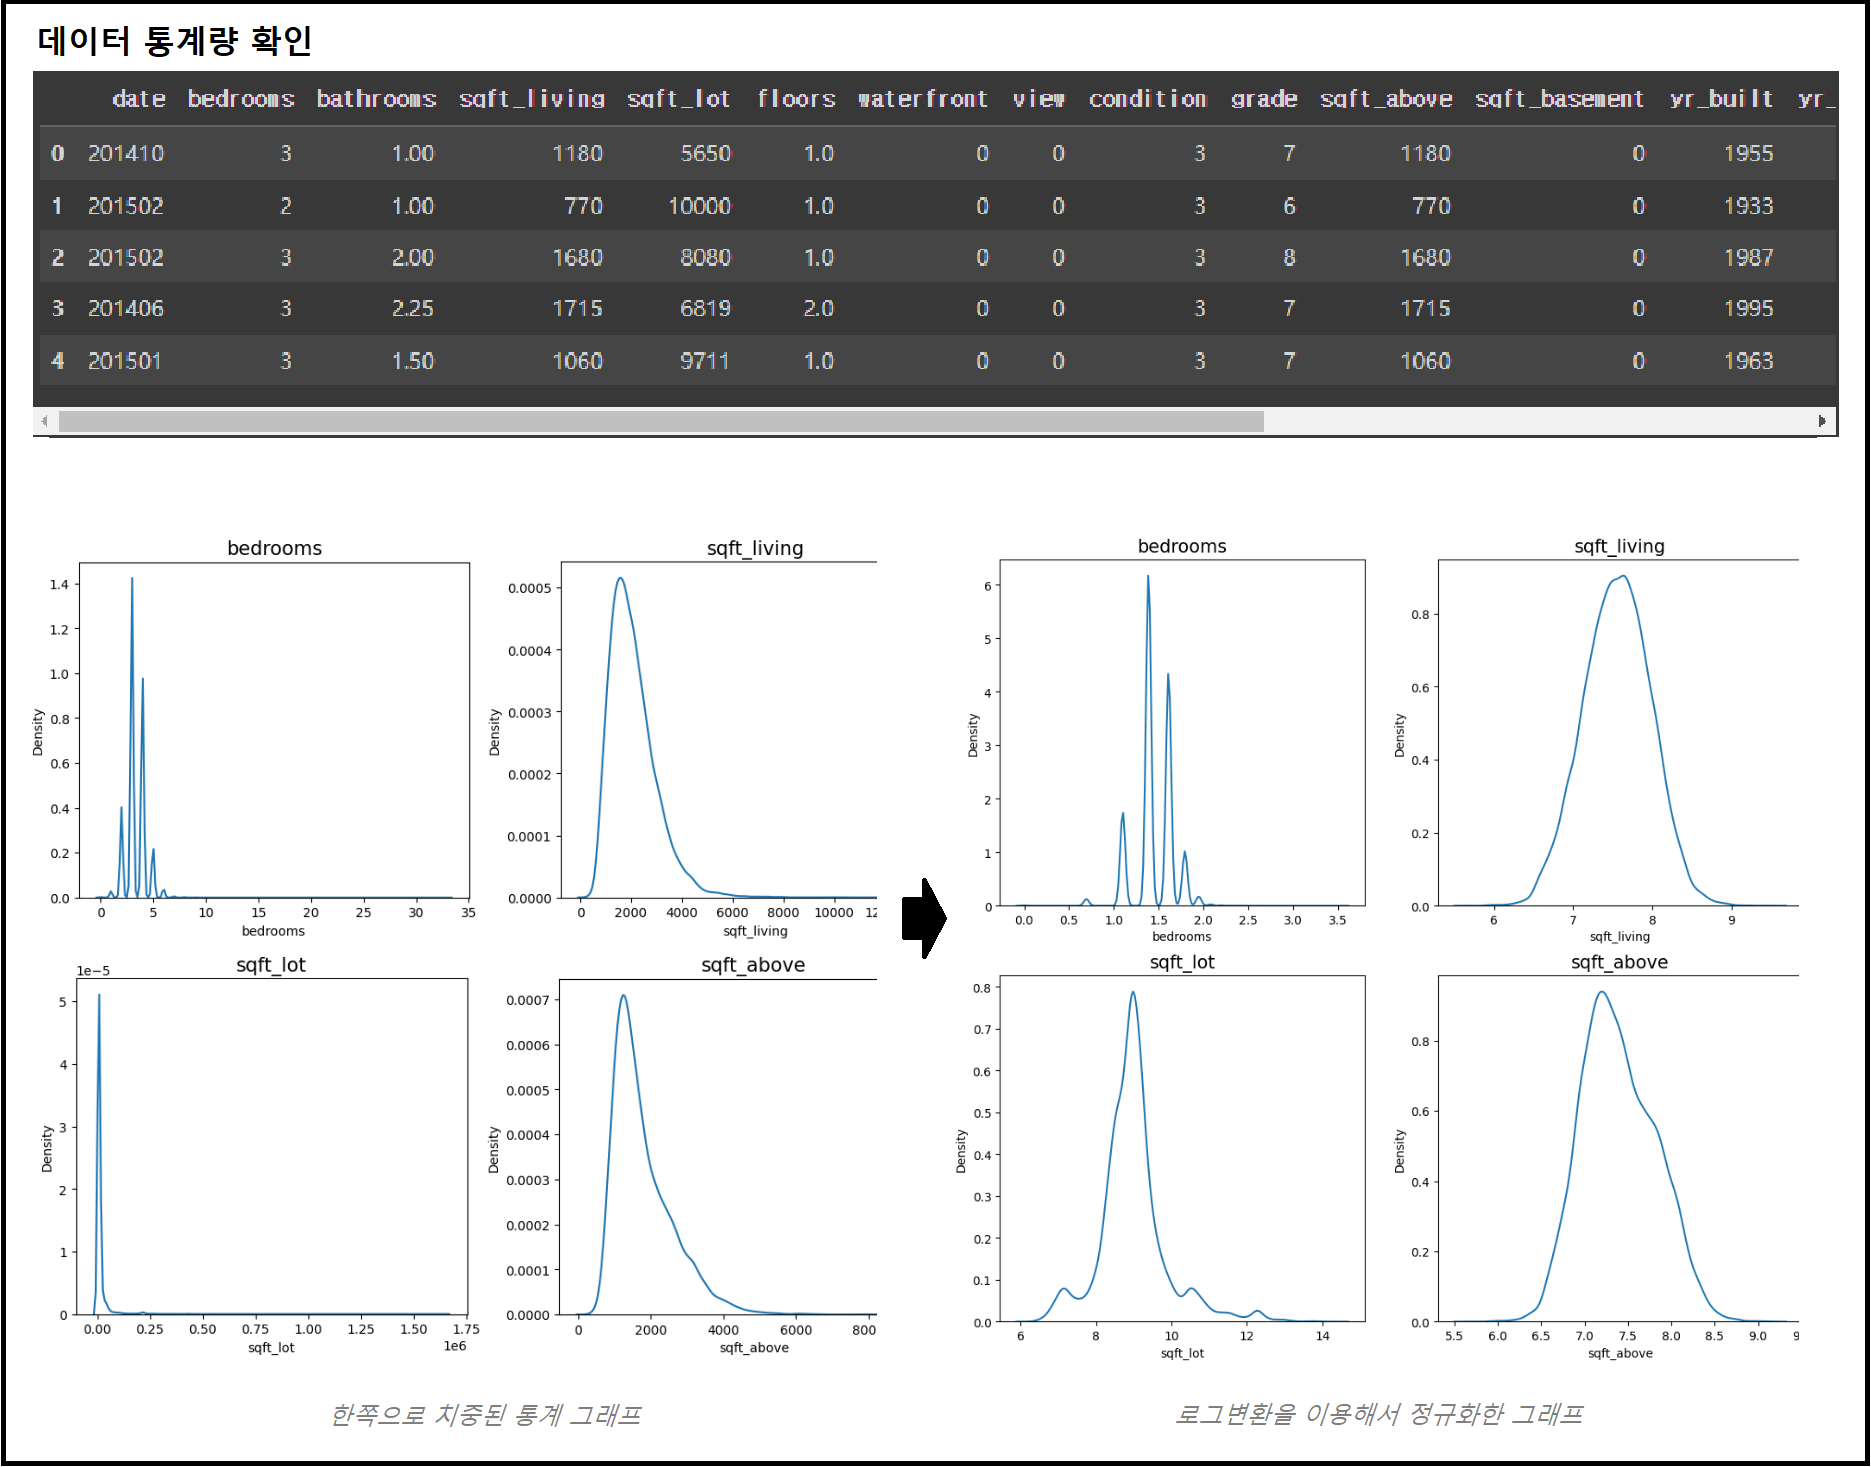 데이터 통계량 확인
date bedrooms bathrooms sqft_living sqft_lot floors waterfront view condition grade sqft_above sqft_basement yr_built yr_
0 201410 3 1.00 1180 5650 1.0 0 0 3 7 1180 0 1955
1 201502 2 1.00 770 10000 1.0 0 0 3 6 770 0 1933
2 201502 3 2.00 1680 8080 1.0 0 0 3 8 1680 0 1987
3 201406 3 2.25 1715 6819 2.0 0 0 3 7 1715 0 1995
4 201501 3 1.50 1060 9711 1.0 0 0 3 7 1060 0 1963
bedrooms
1.4
1.2
1.0
0.8
0.6
0.4
0.2
0.0
Density
0 5 10 15 20 25 30 35
bedrooms
sqft_living
0.0005
0.0004
0.0003
0.0002
0.0001
0.0000
Density
0 2000 4000 6000 8000 10000 12
sqft_living
sqft_lot
1e−5
5
4
3
2
1
0
Density
0.00 0.25 0.50 0.75 1.00 1.25 1.50 1.75
1e6
sqft_lot
sqft_above
0.0007
0.0006
0.0005
0.0004
0.0003
0.0002
0.0001
0.0000
Density
0 2000 4000 6000 800
sqft_above
한쪽으로 치중된 통계 그래프
bedrooms
6
5
4
3
2
1
0
Density
0.0 0.5 1.0 1.5 2.0 2.5 3.0 3.5
bedrooms
sqft_living
0.8
0.6
0.4
0.2
0.0
Density
6 7 8 9
sqft_living
sqft_lot
0.8
0.7
0.6
0.5
0.4
0.3
0.2
0.1
0.0
Density
6 8 10 12 14
sqft_lot
sqft_above
0.8
0.6
0.4
0.2
0.0
Density
5.5 6.0 6.5 7.0 7.5 8.0 8.5 9.0 9
sqft_above
로그변환을 이용해서 정규화한 그래프